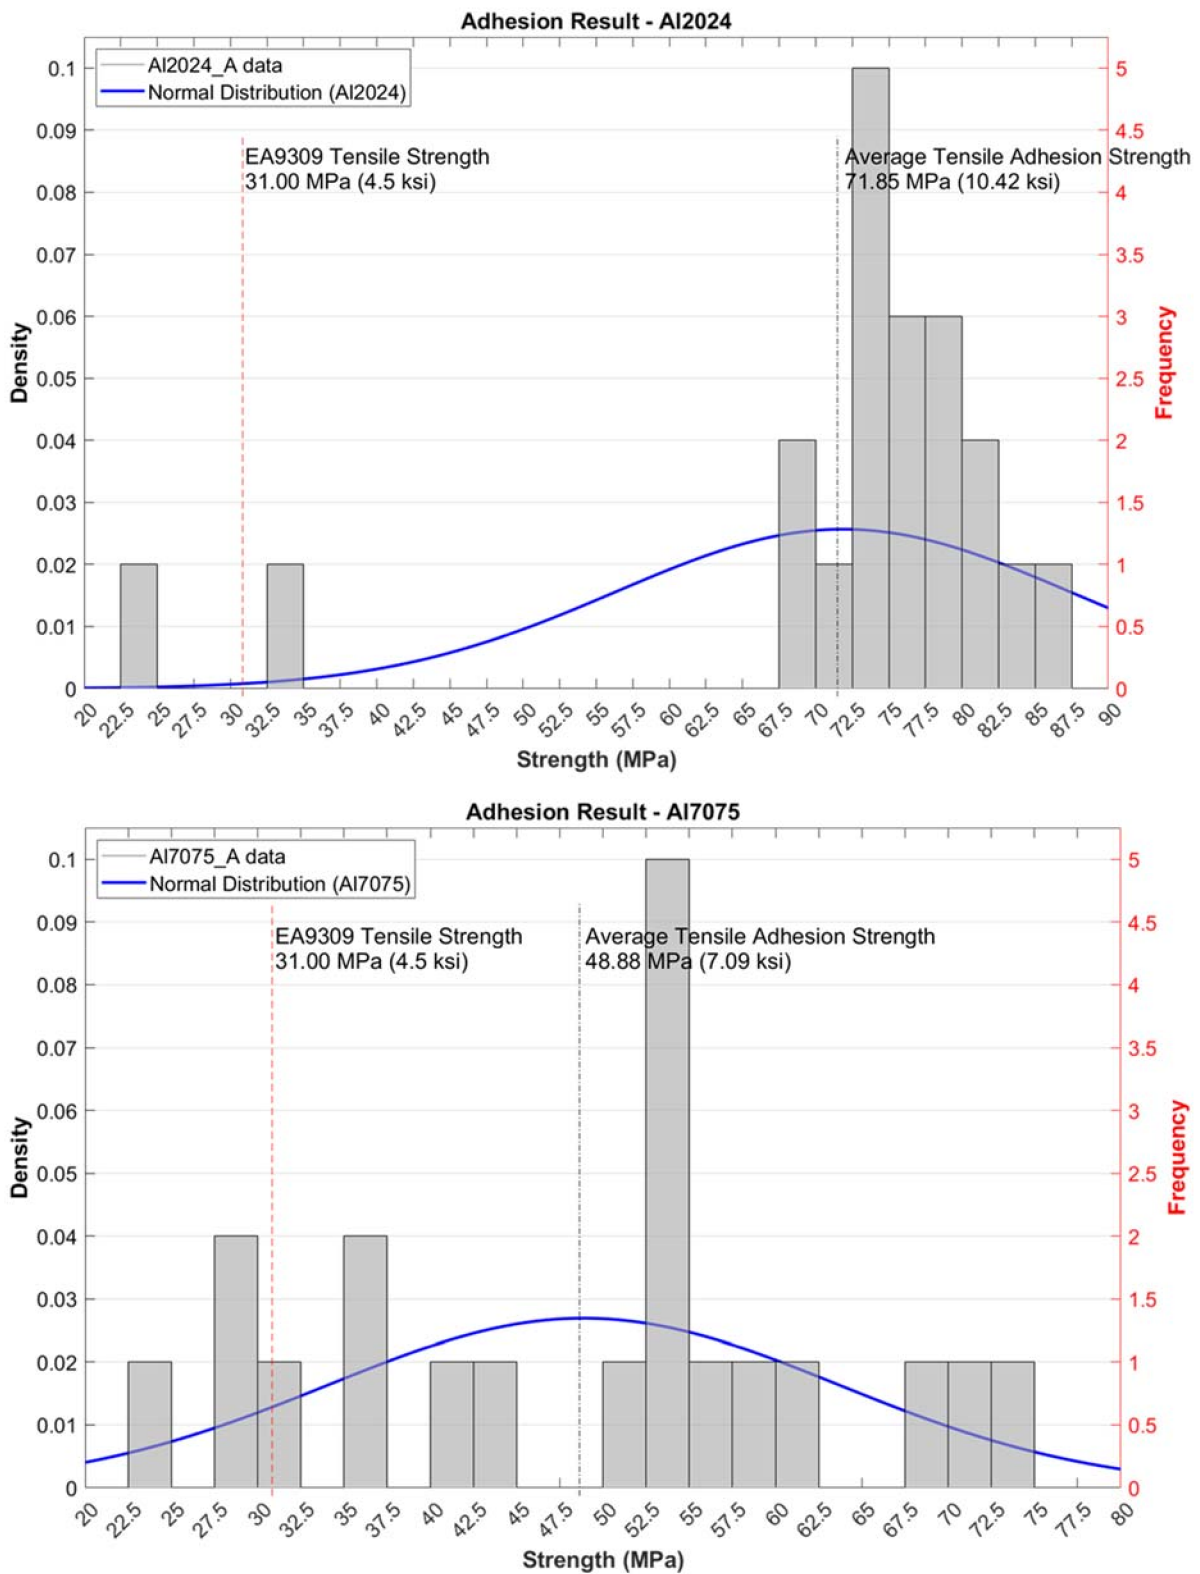 Adhesion Result - Al2024
Al2024_A data
Normal Distribution (Al2024)
EA9309 Tensile Strength
31.00 MPa (4.5 ksi)
Average Tensile Adhesion Strength
71.85 MPa (10.42 ksi)
Density
0.1
0.09
0.08
0.07
0.06
0.05
0.04
0.03
0.02
0.01
0
Frequency
5
4.5
4
3.5
3
2.5
2
1.5
1
0.5
0
20 22.5 25 27.5 30 32.5 35 37.5 40 42.5 45 47.5 50 52.5 55 57.5 60 62.5 65 67.5 70 72.5 75 77.5 80 82.5 85 87.5 90
Strength (MPa)
Adhesion Result - Al7075
Al7075_A data
Normal Distribution (Al7075)
EA9309 Tensile Strength
31.00 MPa (4.5 ksi)
Average Tensile Adhesion Strength
48.88 MPa (7.09 ksi)
Density
0.1
0.09
0.08
0.07
0.06
0.05
0.04
0.03
0.02
0.01
0
Frequency
5
4.5
4
3.5
3
2.5
2
1.5
1
0.5
0
20 22.5 25 27.5 30 32.5 35 37.5 40 42.5 45 47.5 50 52.5 55 57.5 60 62.5 65 67.5 70 72.5 75 77.5 80
Strength (MPa)